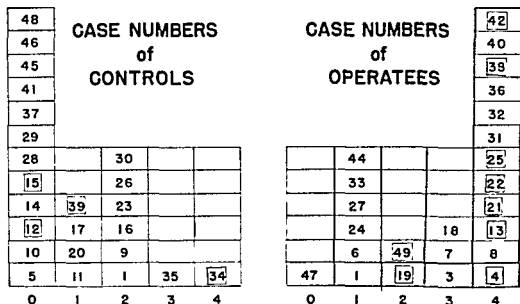 CASE NUMBERS
of
CONTROLS
48
46
45
41
37
29
28 30
15 26
14 39 23
12 17 16
10 20 9
5 11 1 35 34
0 1 2 3 4
CASE NUMBERS
of
OPERATEES
42
40
38
36
32
31
44 25
33 22
27 21
24 18 13
6 49 7 8
47 1 19 3 4
0 1 2 3 4